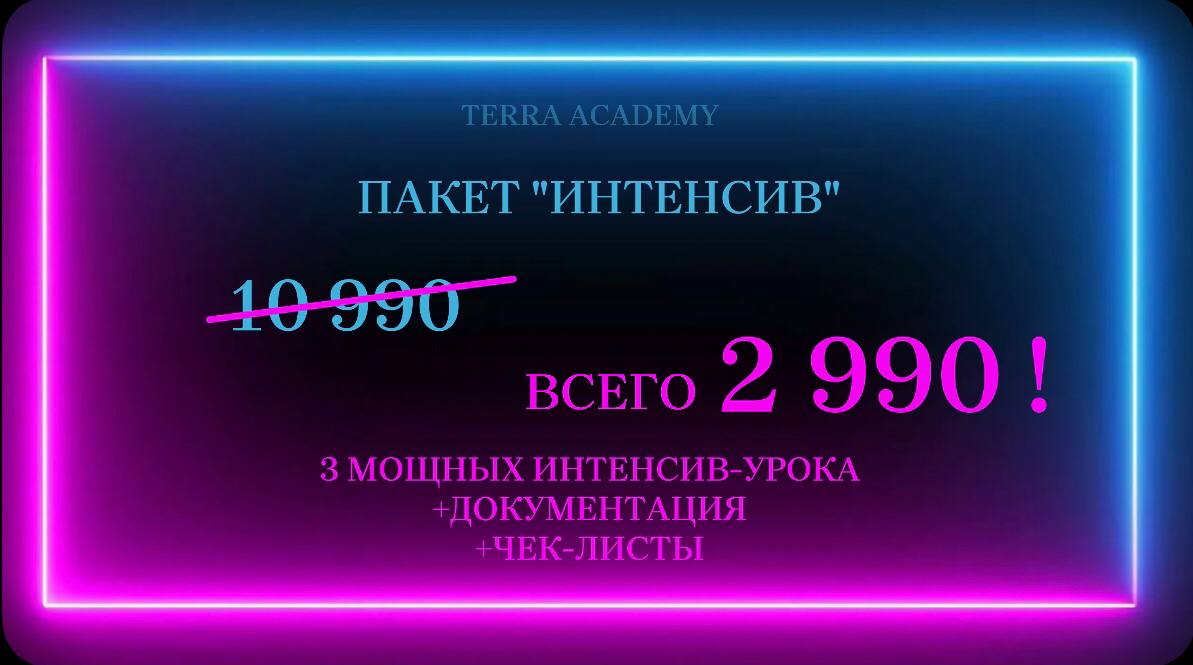 TERRA ACADEMY
ПАКЕТ "ИНТЕНСИВ"
10 990
ВСЕГО 2 990 !
3 МОЩНЫХ ИНТЕНСИВ-УРОКА
+ДОКУМЕНТАЦИЯ
+ЧЕК-ЛИСТЫ